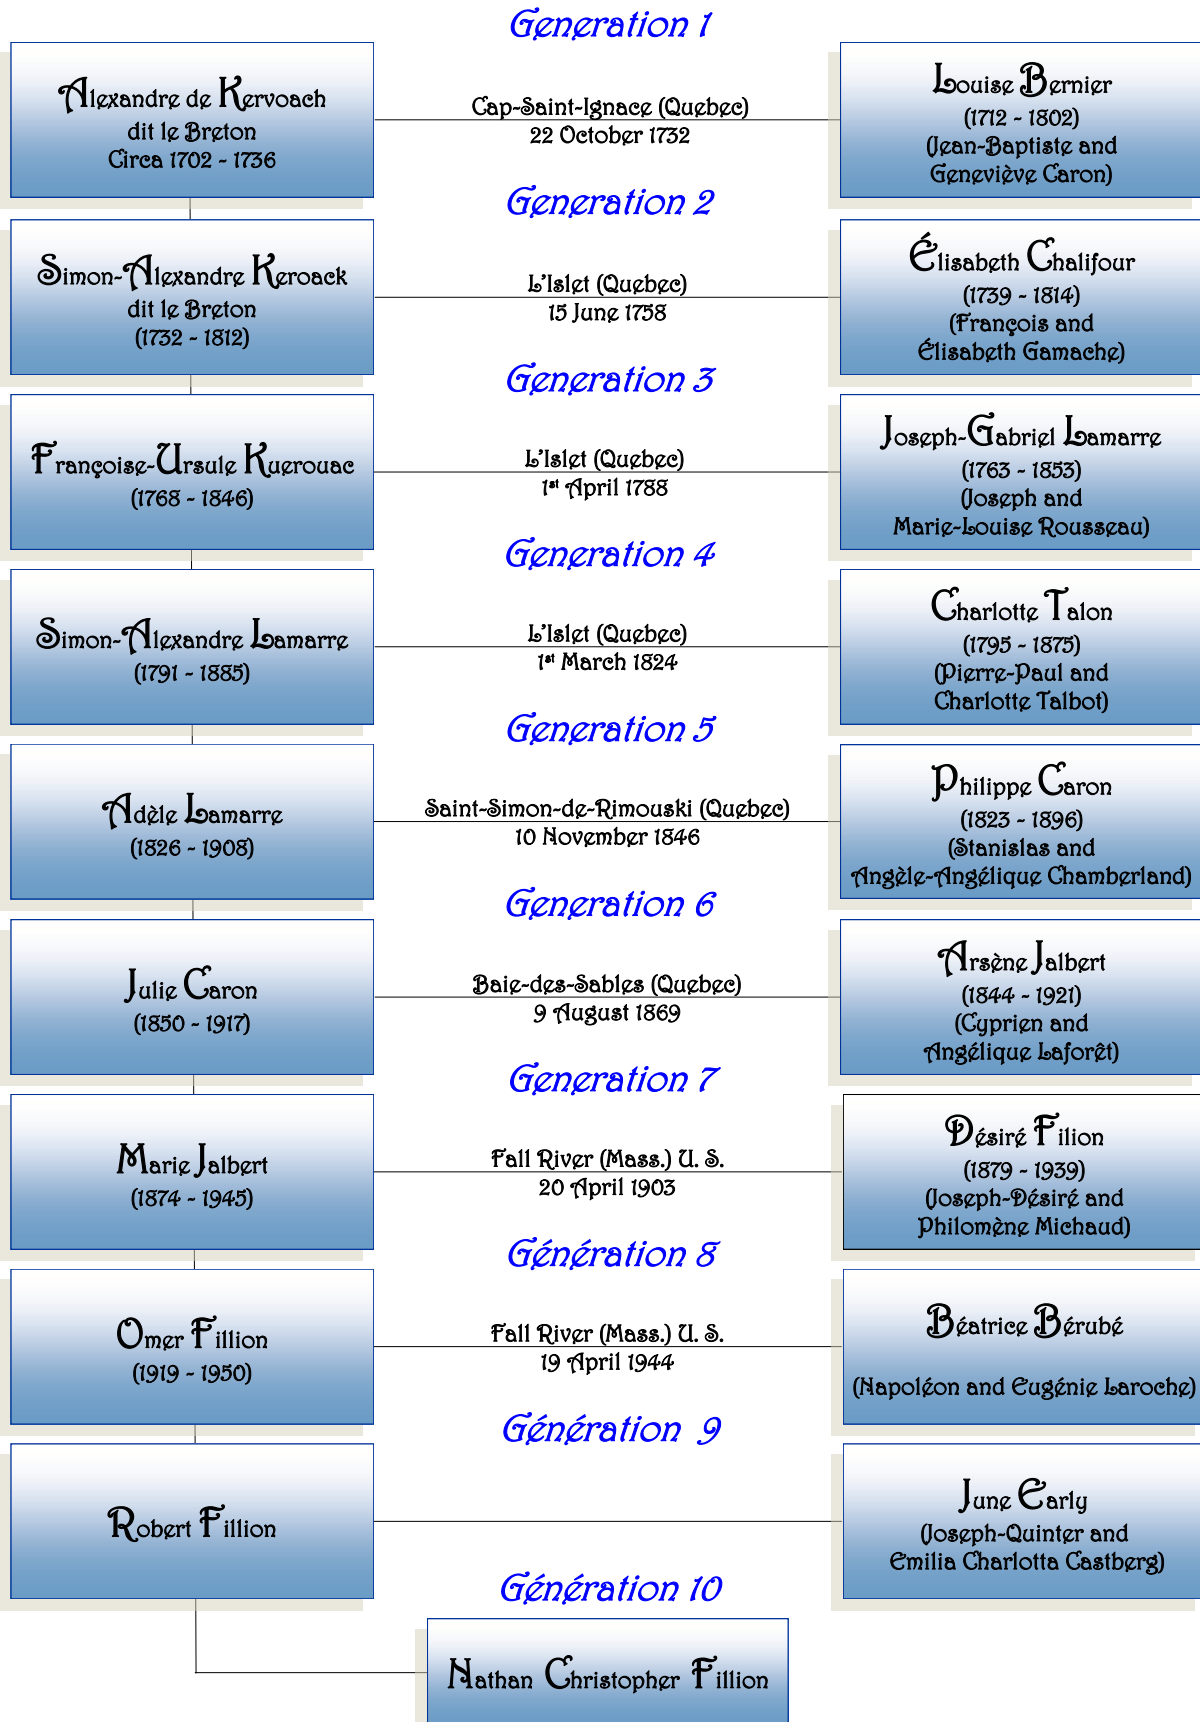 Generation 1
Alexandre de Kervoach
dit le Breton
Circa 1702 - 1736
Cap-Saint-Ignace (Quebec)
22 October 1732
Louise Bernier
(1712 - 1802)
(Jean-Baptiste and
Geneviève Caron)
Generation 2
Simon-Alexandre Keroack
dit le Breton
(1732 - 1812)
L'Islet (Quebec)
15 June 1758
Élisabeth Chalifour
(1739 - 1814)
(François and
Élisabeth Gamache)
Generation 3
Françoise-Ursule Kuerouac
(1768 - 1846)
L'Islet (Quebec)
1st April 1788
Joseph-Gabriel Lamarre
(1763 - 1853)
(Joseph and
Marie-Louise Rousseau)
Generation 4
Simon-Alexandre Lamarre
(1791 - 1885)
L'Islet (Quebec)
1st March 1824
Charlotte Talon
(1795 - 1875)
(Pierre-Paul and
Charlotte Talbot)
Generation 5
Adèle Lamarre
(1826 - 1908)
Saint-Simon-de-Rimouski (Quebec)
10 November 1846
Philippe Caron
(1823 - 1896)
(Stanislas and
Angèle-Angélique Chamberland)
Generation 6
Julie Caron
(1850 - 1917)
Baie-des-Sables (Quebec)
9 August 1869
Arsène Jalbert
(1844 - 1921)
(Cyprien and
Angélique Laforêt)
Generation 7
Marie Jalbert
(1874 - 1945)
Fall River (Mass.) U. S.
20 April 1903
Désiré Filion
(1879 - 1939)
(Joseph-Désiré and
Philomène Michaud)
Génération 8
Omer Fillion
(1919 - 1950)
Fall River (Mass.) U. S.
19 April 1944
Béatrice Bérubé
(Napoléon and Eugénie Laroche)
Génération 9
Robert Fillion
June Early
(Joseph-Quinter and
Emilia Charlotta Castberg)
Génération 10
Nathan Christopher Fillion